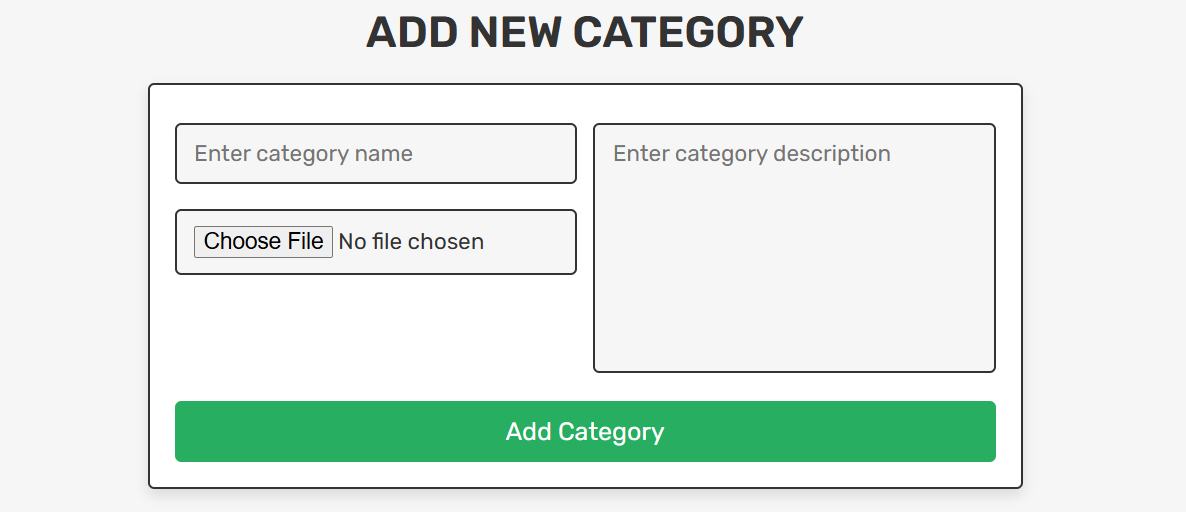 ADD NEW CATEGORY
Enter category name
Enter category description
Choose File No file chosen
Add Category